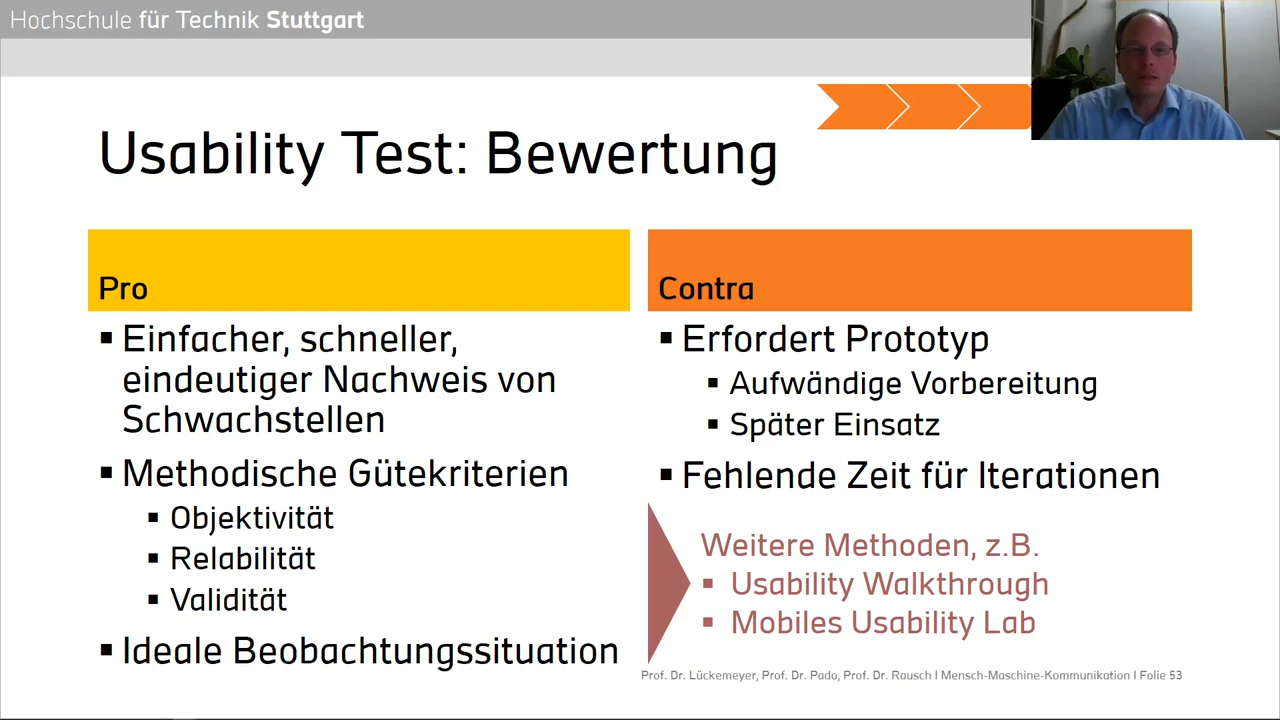 Hochschule für Technik Stuttgart
Usability Test: Bewertung
Pro
▪ Einfacher, schneller,
eindeutiger Nachweis von
Schwachstellen
▪ Methodische Gütekriterien
▪ Objektivität
▪ Relabilität
▪ Validität
▪ Ideale Beobachtungssituation
Contra
▪ Erfordert Prototyp
▪ Aufwändige Vorbereitung
▪ Später Einsatz
▪ Fehlende Zeit für Iterationen
Weitere Methoden, z.B.
▪ Usability Walkthrough
▪ Mobiles Usability Lab
Prof. Dr. Lückemeyer, Prof. Dr. Pado, Prof. Dr. Rausch I Mensch-Maschine-Kommunikation I Folie 53